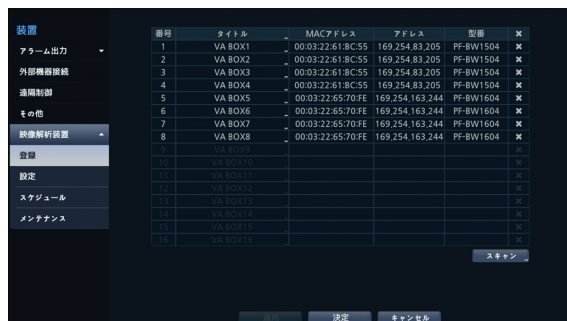 装置
アラーム出力
外部機器接続
遠隔制御
その他
映像解析装置
登録
設定
スケジュール
メンテナンス
番号 タイトル MACアドレス アドレス 型番 ✖
1 VA BOX1 00:03:22:61:BC:55 169,254,83,205 PF-BW1504 ✖
2 VA BOX2 00:03:22:61:BC:55 169,254,83,205 PF-BW1504 ✖
3 VA BOX3 00:03:22:61:BC:55 169,254,83,205 PF-BW1504 ✖
4 VA BOX4 00:03:22:61:BC:55 169,254,83,205 PF-BW1504 ✖
5 VA BOX5 00:03:22:65:70:FE 169,254,163,244 PF-BW1604 ✖
6 VA BOX6 00:03:22:65:70:FE 169,254,163,244 PF-BW1604 ✖
7 VA BOX7 00:03:22:65:70:FE 169,254,163,244 PF-BW1604 ✖
8 VA BOX8 00:03:22:65:70:FE 169,254,163,244 PF-BW1604 ✖
9 VA BOX9 ✖
10 VA BOX10 ✖
11 VA BOX11 ✖
12 VA BOX12 ✖
13 VA BOX13 ✖
14 VA BOX14 ✖
15 VA BOX15 ✖
16 VA BOX16 ✖
スキャン
決定 キャンセル